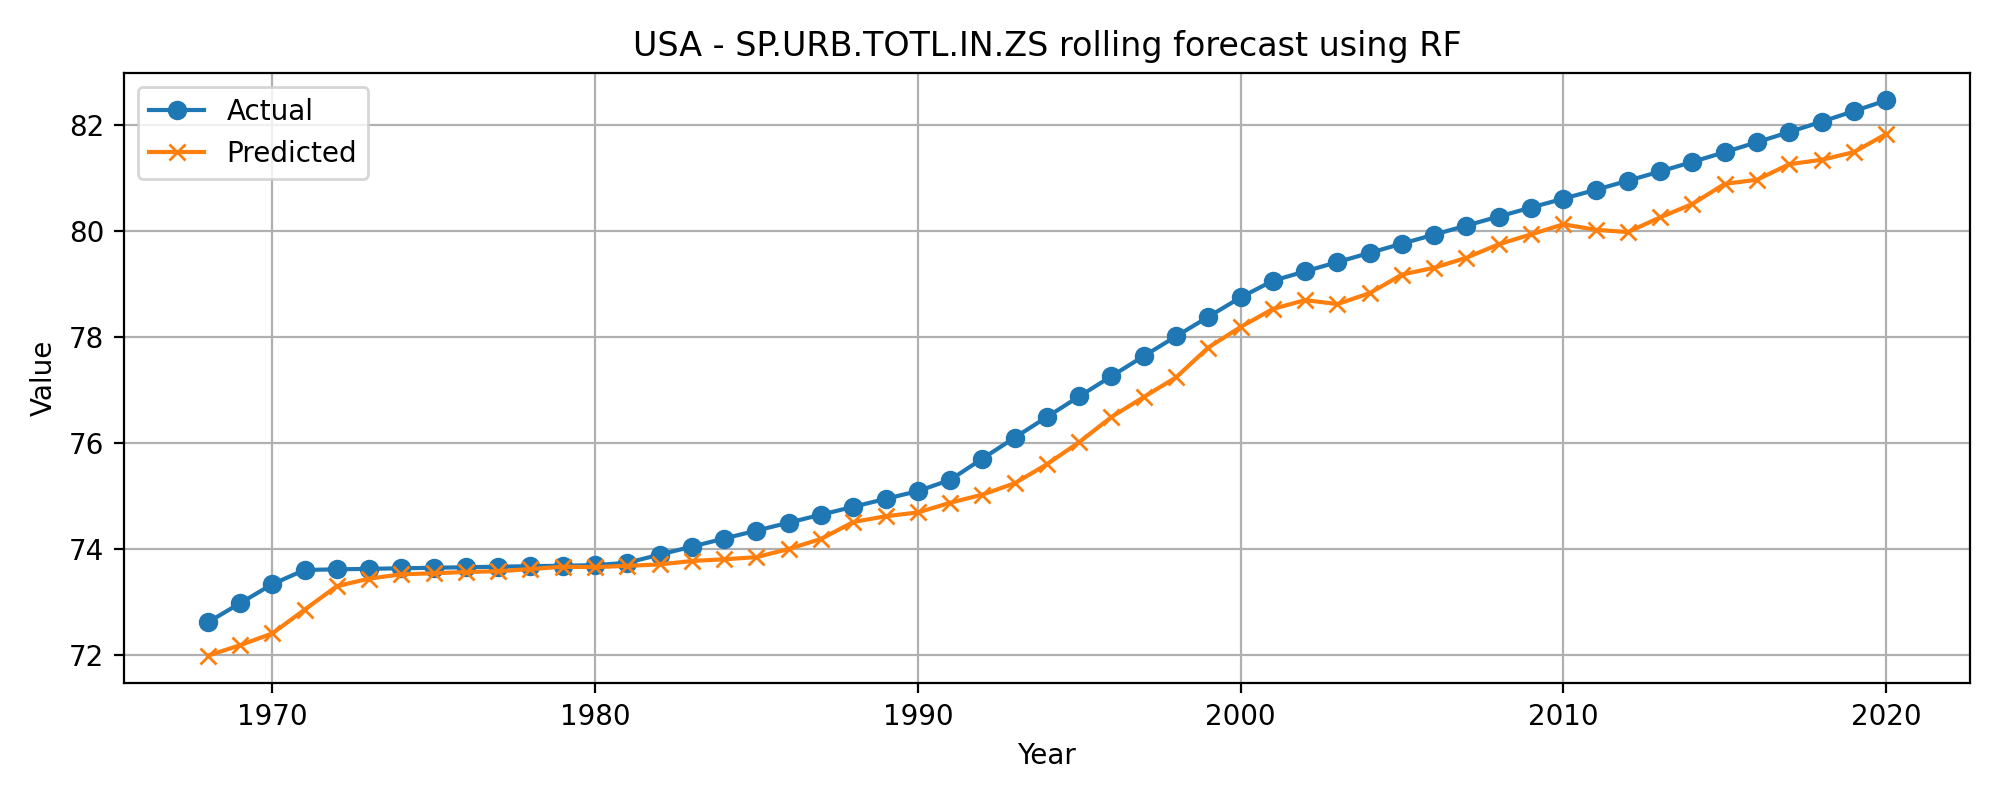 USA - SP.URB.TOTL.IN.ZS rolling forecast using RF
Actual
Predicted
Value
82
80
78
76
74
72
1970 1980 1990 2000 2010 2020
Year